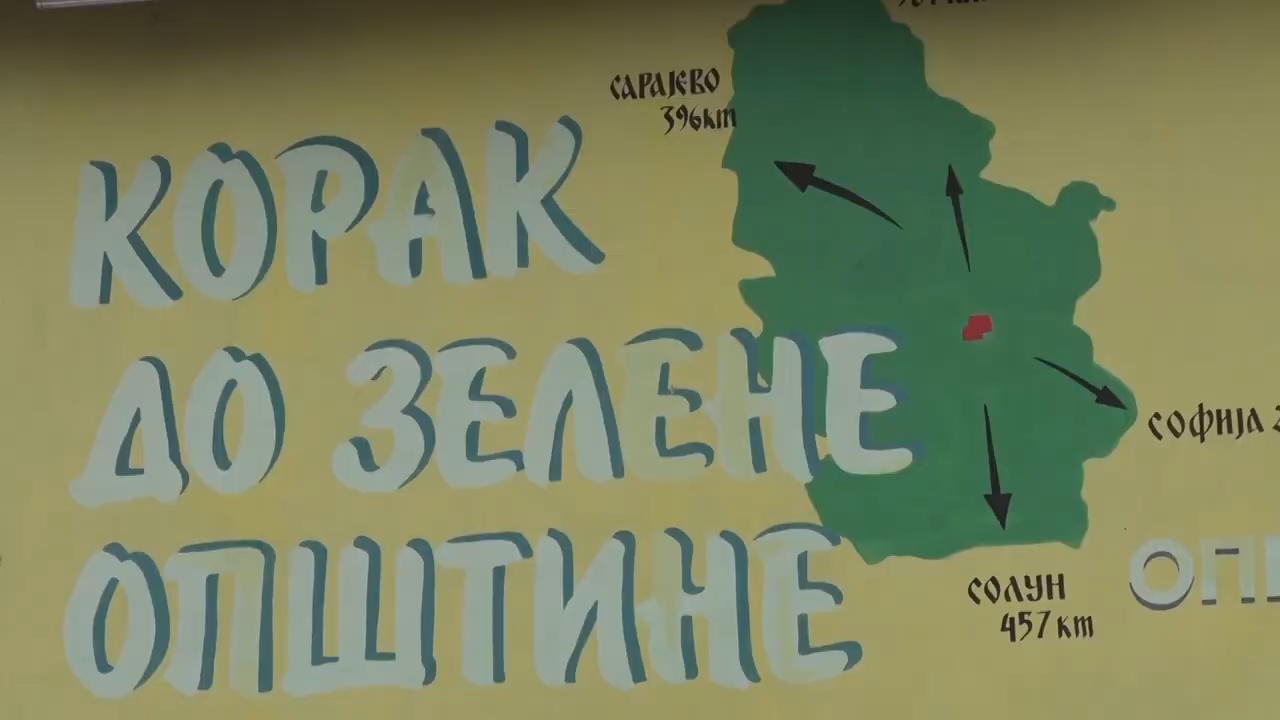 САРАЈЕВО
396km
КОРАК
ДО ЗЕЛЕНЕ
ОПШТИНЕ
СОФИЈА
СОЛУН
457km